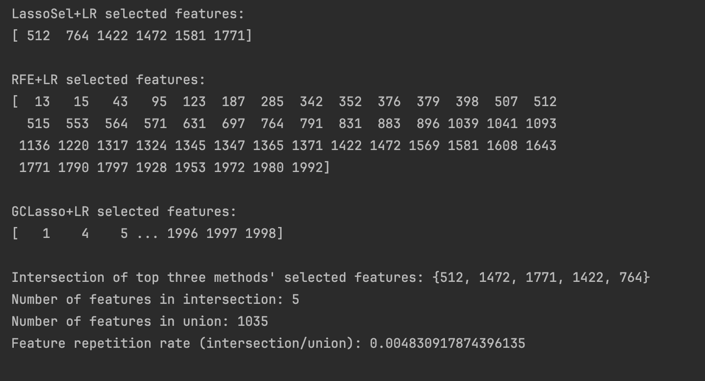 LassoSel+LR selected features:
[ 512  764 1422 1472 1581 1771]
RFE+LR selected features:
[  13   15   43   95  123  187  285  342  352  376  379  398  507  512
  515  553  564  571  631  697  764  791  831  883  896 1039 1041 1093
 1136 1220 1317 1324 1345 1347 1365 1371 1422 1472 1569 1581 1608 1643
 1771 1790 1797 1928 1953 1972 1980 1992]
GCLasso+LR selected features:
[   1    4    5 ... 1996 1997 1998]
Intersection of top three methods' selected features: {512, 1472, 1771, 1422, 764}
Number of features in intersection: 5
Number of features in union: 1035
Feature repetition rate (intersection/union): 0.004830917874396135